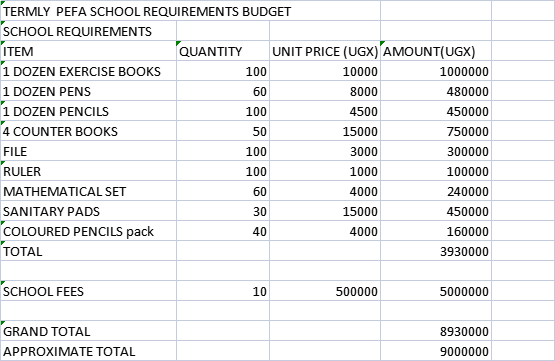 TERMLY PEFA SCHOOL REQUIREMENTS BUDGET
SCHOOL REQUIREMENTS
ITEM QUANTITY UNIT PRICE (UGX) AMOUNT(UGX)
1 DOZEN EXERCISE BOOKS 100 10000 1000000
1 DOZEN PENS 60 8000 480000
1 DOZEN PENCILS 100 4500 450000
4 COUNTER BOOKS 50 15000 750000
FILE 100 3000 300000
RULER 100 1000 100000
MATHEMATICAL SET 60 4000 240000
SANITARY PADS 30 15000 450000
COLOURED PENCILS pack 40 4000 160000
TOTAL 3930000
SCHOOL FEES 10 500000 5000000
GRAND TOTAL 8930000
APPROXIMATE TOTAL 9000000